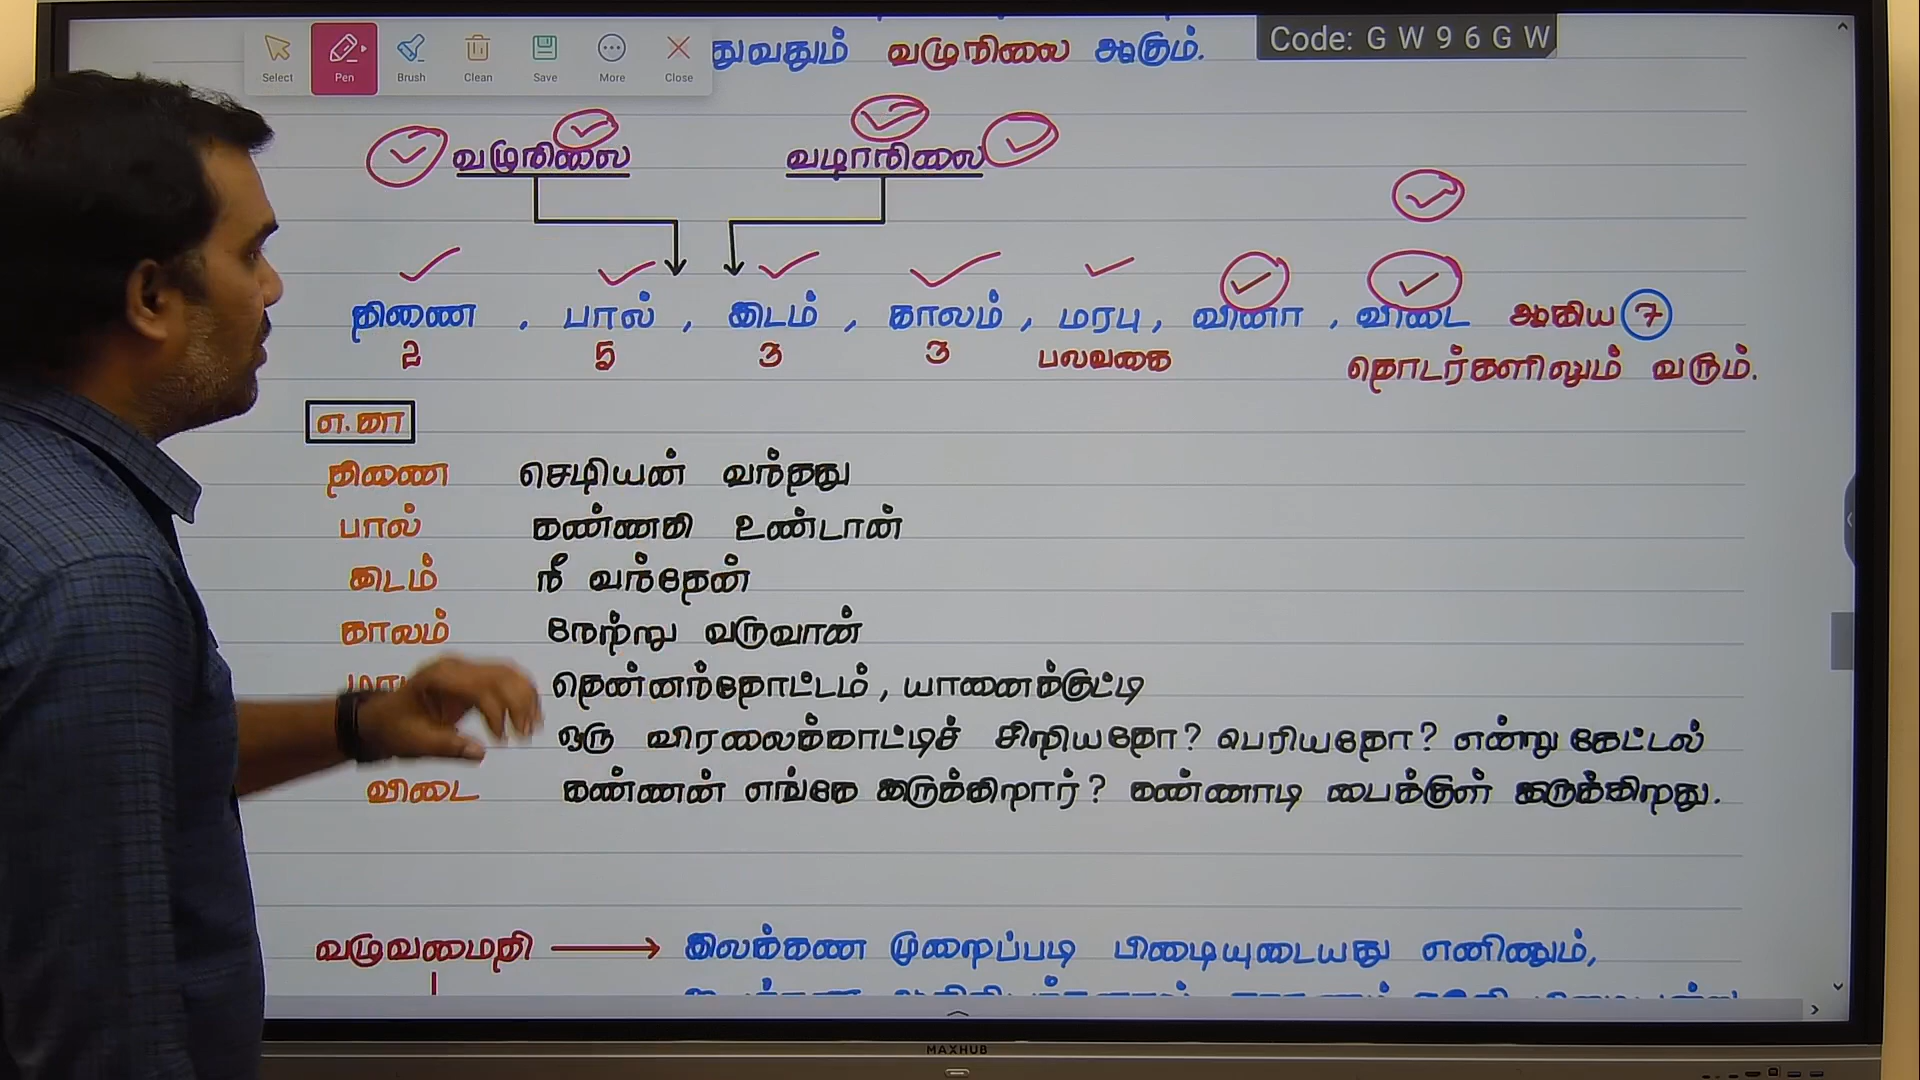 Code: G W 9 6 G W
Select Pen Brush Clean Save More Close
துவதும் வழுநிலை ஆகும்.
வழுநிலை வழாநிலை
திணை , பால் , இடம் , காலம் , மரபு , வினா , விடை ஆகிய 7
2 5 3 3 பலவகை தொடர்களிலும் வரும்.
எ.கா
திணை செழியன் வந்தது
பால் கண்ணகி உண்டான்
இடம் நீ வந்தேன்
காலம் நேற்று வருவான்
தென்னந்தோட்டம் , யானைக்குட்டி
ஒரு விரலைக்காட்டிச் சிறியதோ? பெரியதோ? என்று கேட்டல்
விடை கண்ணன் எங்கே இருக்கிறார்? கண்ணாடி பைக்குள் இருக்கிறது.
வழுவமைதி → இலக்கண முறைப்படி பிழையுடையது எனினும்,
MAXHUB